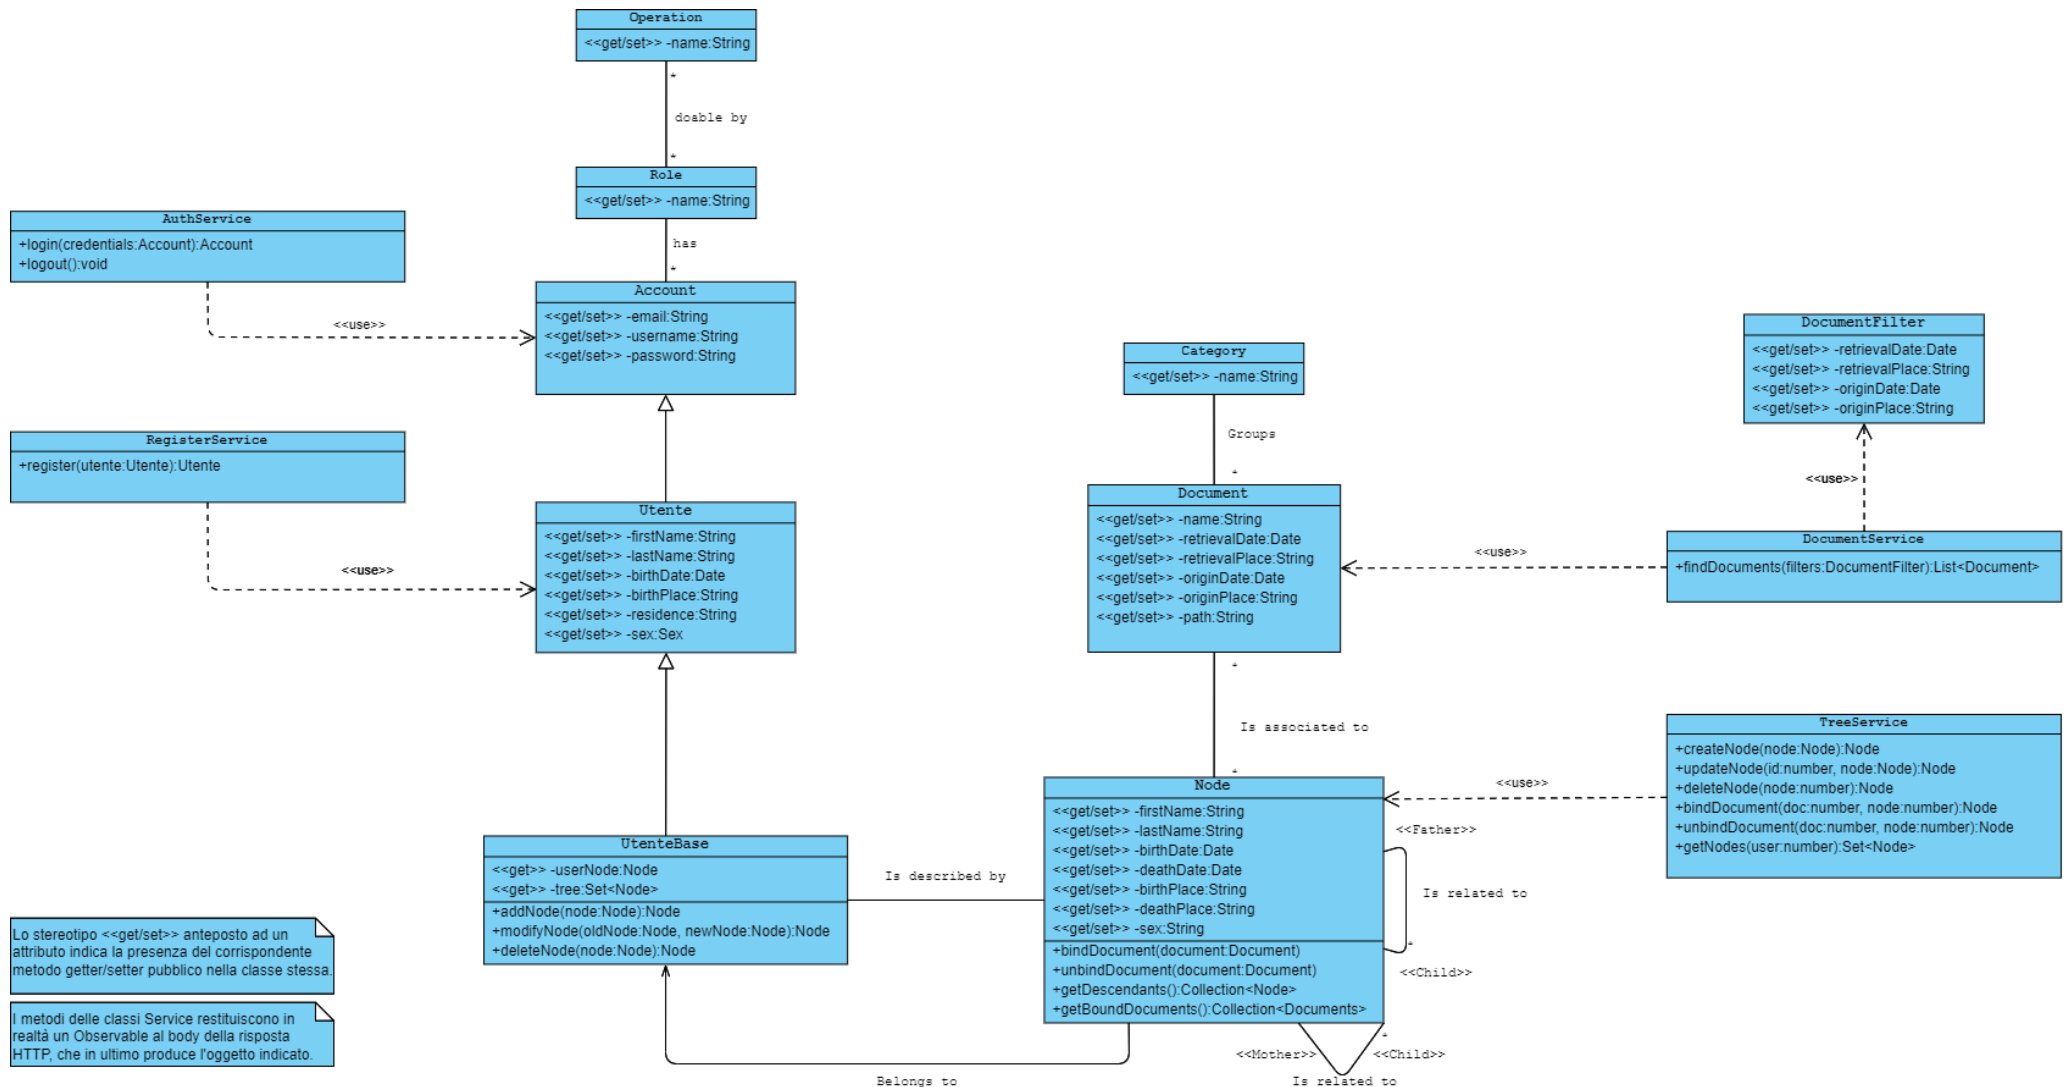 Operation
<<get/set>> -name:String
*
doable by
*
Role
<<get/set>> -name:String
has
*
AuthService
+login(credentials:Account):Account
+logout():void
<<use>>
Account
<<get/set>> -email:String
<<get/set>> -username:String
<<get/set>> -password:String
RegisterService
+register(utente:Utente):Utente
<<use>>
Utente
<<get/set>> -firstName:String
<<get/set>> -lastName:String
<<get/set>> -birthDate:Date
<<get/set>> -birthPlace:String
<<get/set>> -residence:String
<<get/set>> -sex:Sex
Category
<<get/set>> -name:String
Groups
*
Document
<<get/set>> -name:String
<<get/set>> -retrievalDate:Date
<<get/set>> -retrievalPlace:String
<<get/set>> -originDate:Date
<<get/set>> -originPlace:String
<<get/set>> -path:String
*
Is associated to
*
DocumentFilter
<<get/set>> -retrievalDate:Date
<<get/set>> -retrievalPlace:String
<<get/set>> -originDate:Date
<<get/set>> -originPlace:String
<<use>>
DocumentService
+findDocuments(filters:DocumentFilter):List<Document>
<<use>>
TreeService
+createNode(node:Node):Node
+updateNode(id:number, node:Node):Node
+deleteNode(node:number):Node
+bindDocument(doc:number, node:number):Node
+unbindDocument(doc:number, node:number):Node
+getNodes(user:number):Set<Node>
<<use>>
UtenteBase
<<get>> -userNode:Node
<<get>> -tree:Set<Node>
+addNode(node:Node):Node
+modifyNode(oldNode:Node, newNode:Node):Node
+deleteNode(node:Node):Node
Is described by
Node
<<get/set>> -firstName:String
<<get/set>> -lastName:String
<<get/set>> -birthDate:Date
<<get/set>> -deathDate:Date
<<get/set>> -birthPlace:String
<<get/set>> -deathPlace:String
<<get/set>> -sex:String
+bindDocument(document:Document)
+unbindDocument(document:Document)
+getDescendants():Collection<Node>
+getBoundDocuments():Collection<Documents>
<<Father>>
Is related to
*
<<Child>>
*
<<Mother>>
<<Child>>
Is related to
Belongs to
Lo stereotipo <<get/set>> anteposto ad un
attributo indica la presenza del corrispondente
metodo getter/setter pubblico nella classe stessa.
I metodi delle classi Service restituiscono in
realtà un Observable al body della risposta
HTTP, che in ultimo produce l'oggetto indicato.